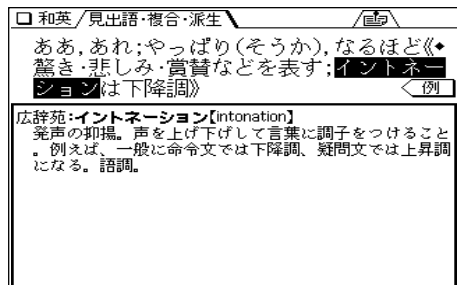 和英/見出語·複合·派生
ああ,あれ;やっぱり(そうか),なるほど《◆
驚き·悲しみ·賞賛などを表す;イントネー
ションは下降調》
例
広辞苑:イントネーション【intonation】
発声の抑揚。声を上げ下げして言葉に調子をつけること
。例えば、一般に命令文では下降調、疑問文では上昇調
になる。語調。